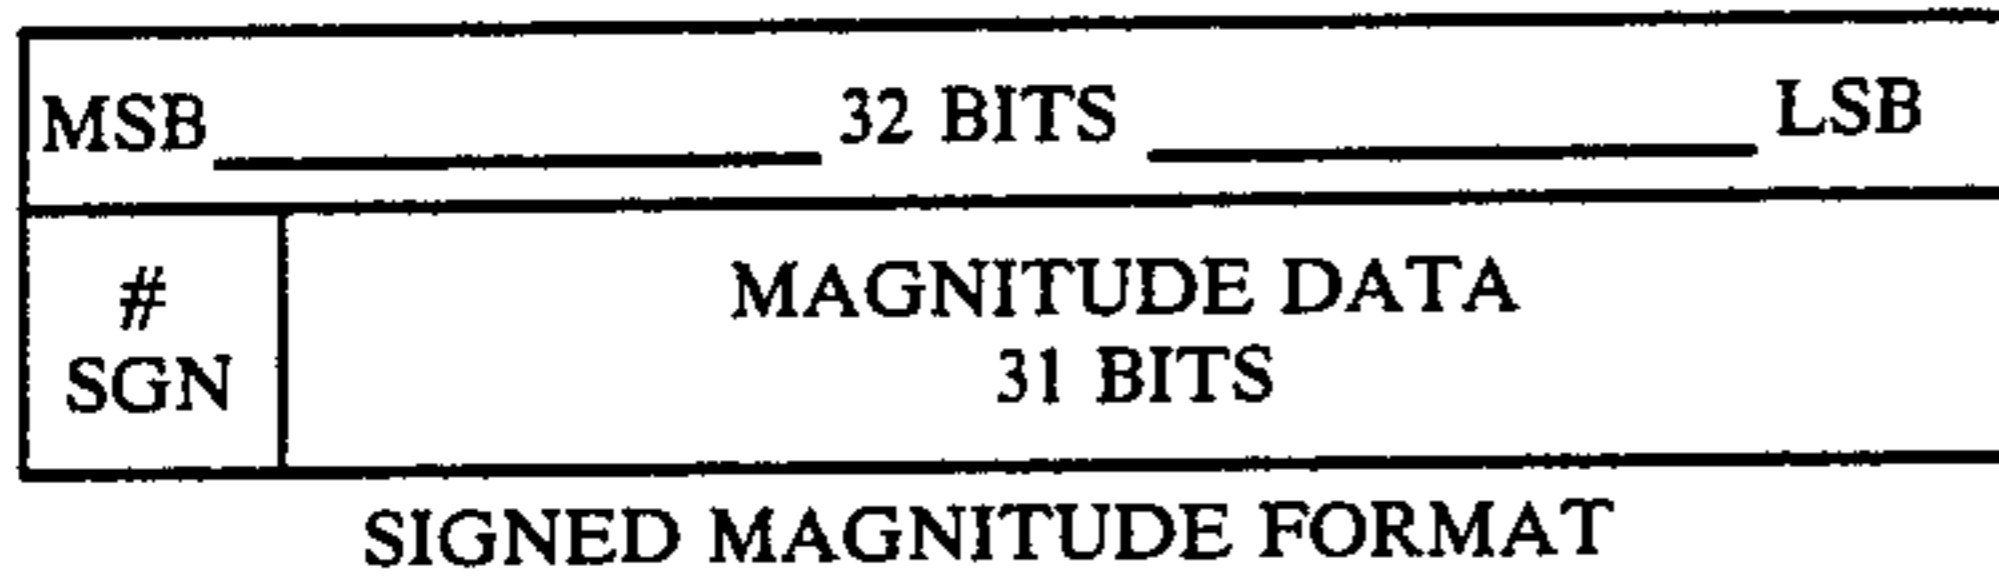 MSB 32 BITS LSB
#
SGN
MAGNITUDE DATA
31 BITS
SIGNED MAGNITUDE FORMAT